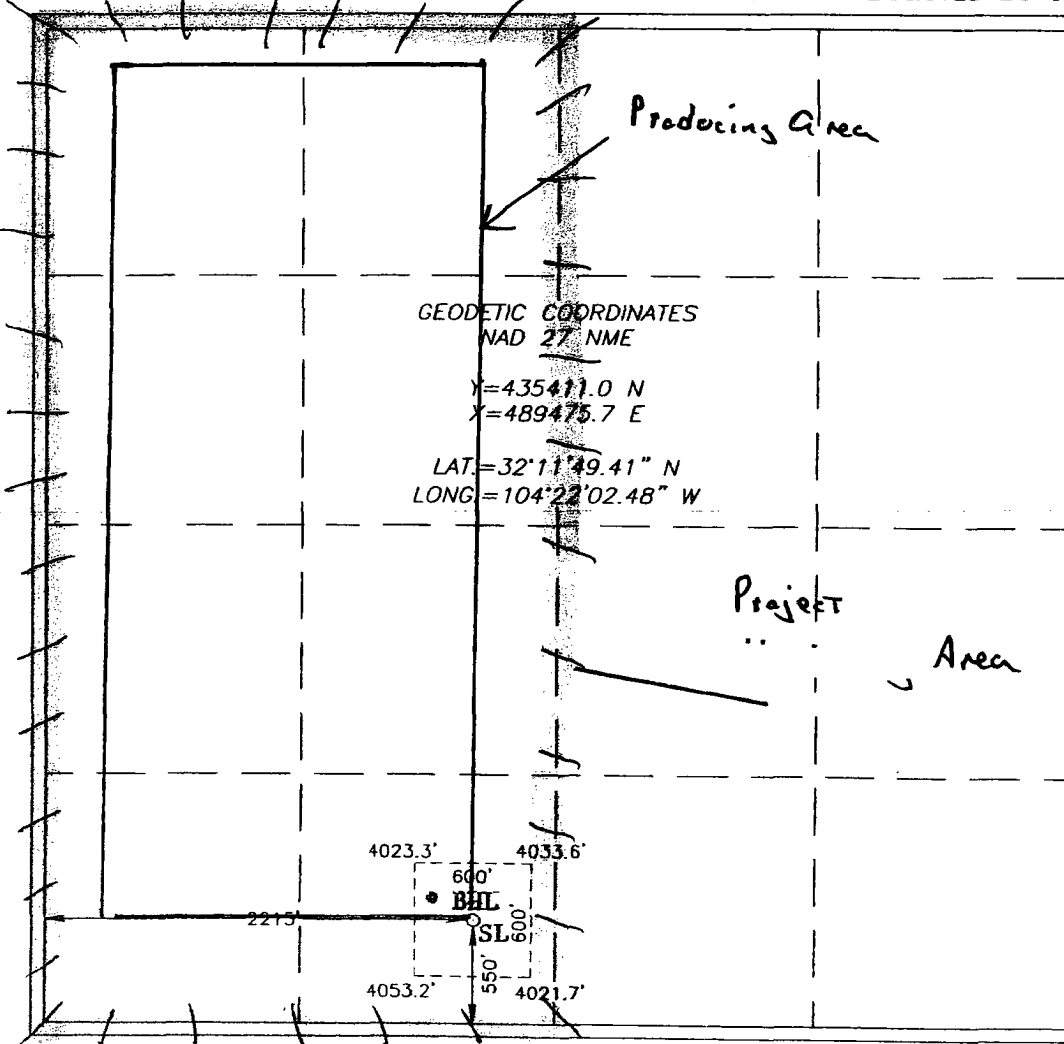 Producing Area
GEODETIC COORDINATES
NAD 27 NME
Y=435411.0 N
X=489475.7 E
LAT.=32°11'49.41" N
LONG.=104°22'02.48" W
Project
Area
4023.3'
4033.6'
600'
BHL
2215'
SL
600'
550'
4053.2'
4021.7'